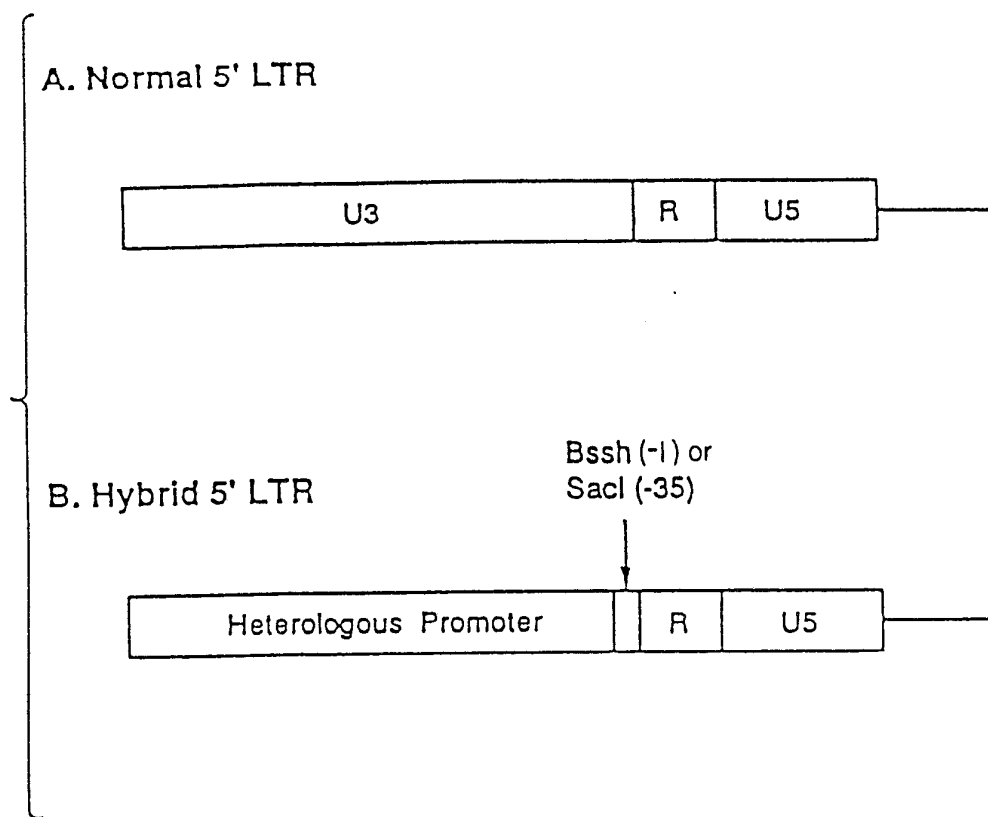 A. Normal 5' LTR
U3 R U5
Bssh (-1) or
SacI (-35)
B. Hybrid 5' LTR
Heterologous Promoter R U5